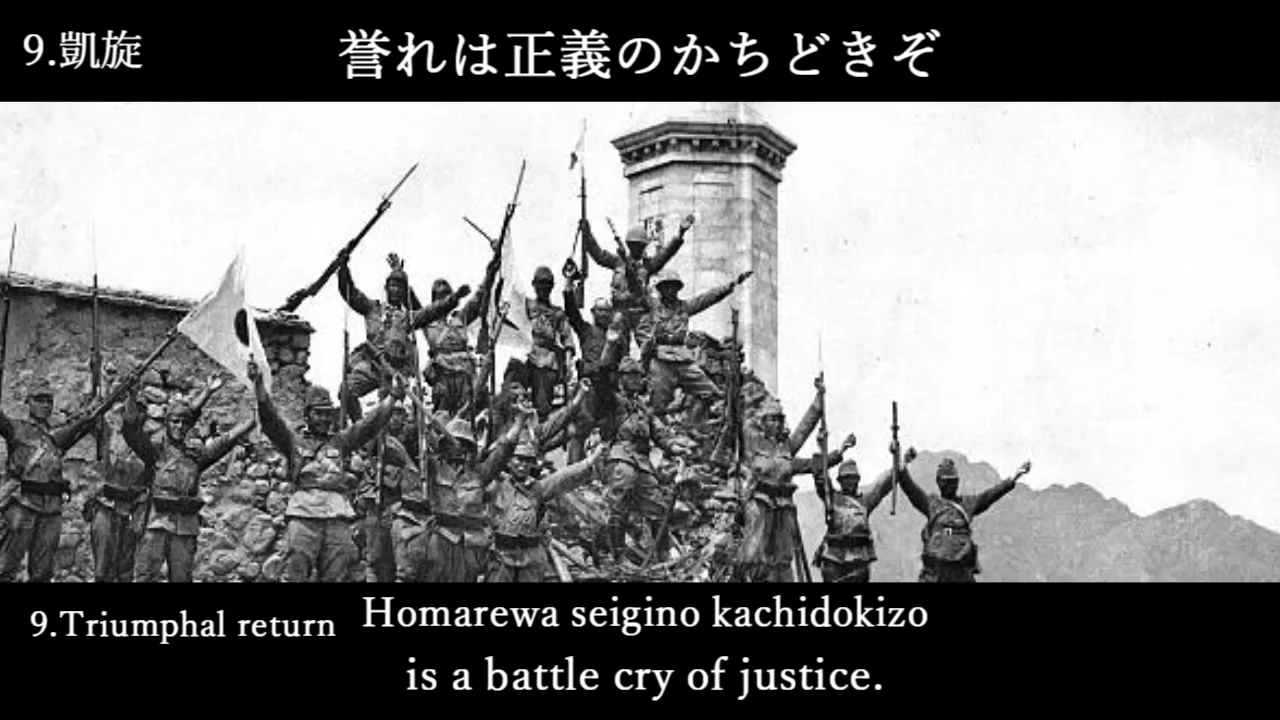 9.凱旋
誉れは正義のかちどきぞ
9.Triumphal return
Homarewa seigino kachidokizo
is a battle cry of justice.